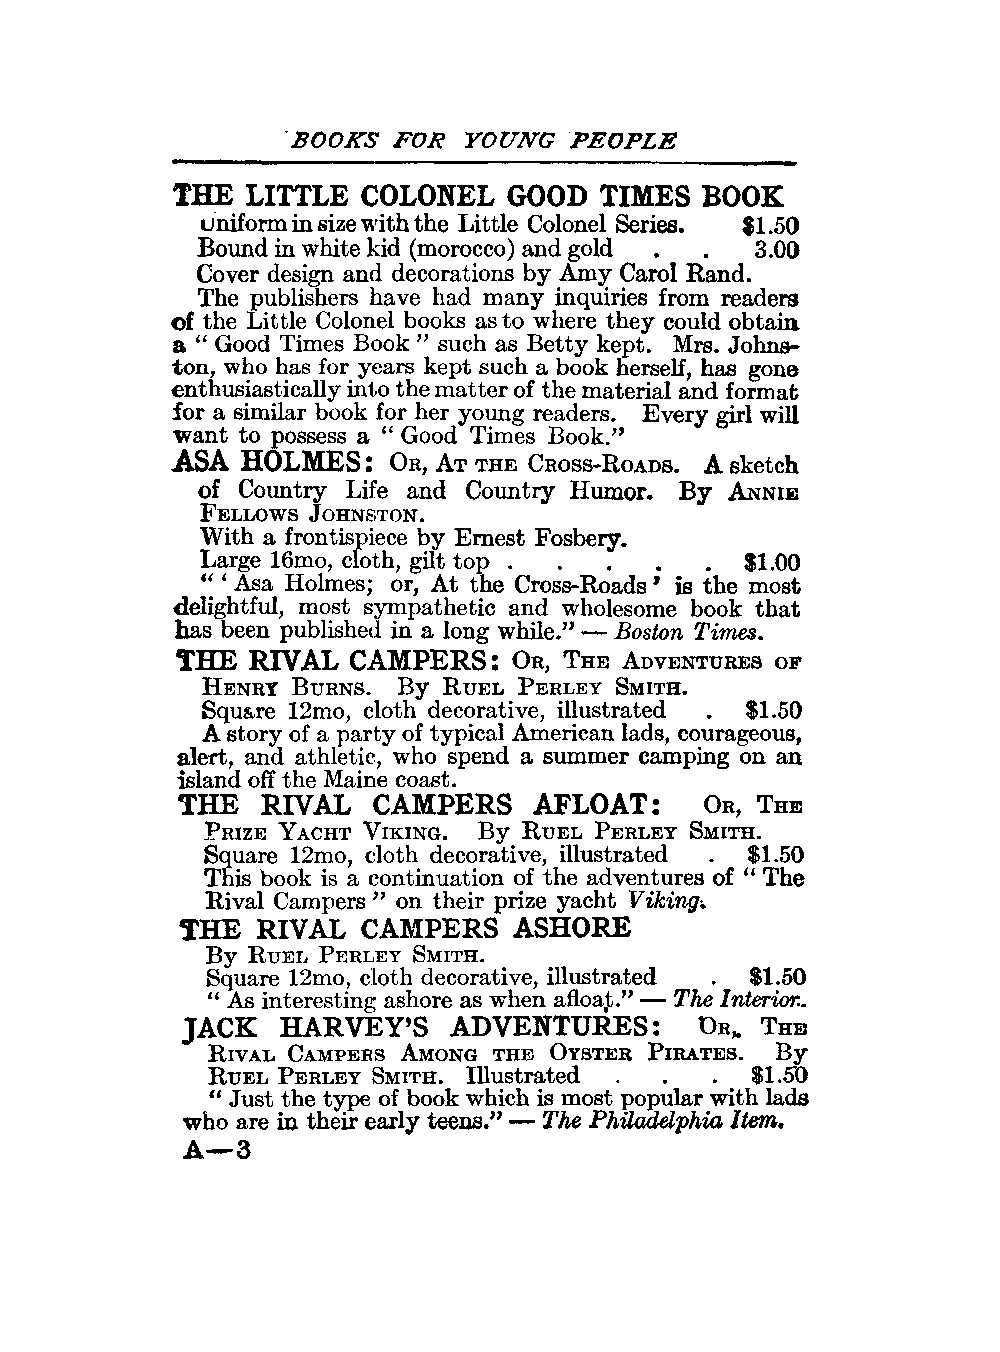 BOOKS FOR YOUNG PEOPLE
THE LITTLE COLONEL GOOD TIMES BOOK
Uniform in size with the Little Colonel Series. $1.50
Bound in white kid (morocco) and gold . . 3.00
Cover design and decorations by Amy Carol Rand.
The publishers have had many inquiries from readers
of the Little Colonel books as to where they could obtain
a “ Good Times Book ” such as Betty kept. Mrs. Johns-
ton, who has for years kept such a book herself, has gone
enthusiastically into the matter of the material and format
for a similar book for her young readers. Every girl will
want to possess a “ Good Times Book.”
ASA HOLMES: OR, AT THE CROSS-ROADS. A sketch
of Country Life and Country Humor. By ANNIE
FELLOWS JOHNSTON.
With a frontispiece by Ernest Fosbery.
Large 16mo, cloth, gilt top . . . . . $1.00
“ ‘ Asa Holmes; or, At the Cross-Roads ’ is the most
delightful, most sympathetic and wholesome book that
has been published in a long while.” — Boston Times.
THE RIVAL CAMPERS: OR, THE ADVENTURES OF
HENRY BURNS. By RUEL PERLEY SMITH.
Square 12mo, cloth decorative, illustrated . $1.50
A story of a party of typical American lads, courageous,
alert, and athletic, who spend a summer camping on an
island off the Maine coast.
THE RIVAL CAMPERS AFLOAT: OR, THE
PRIZE YACHT VIKING. By RUEL PERLEY SMITH.
Square 12mo, cloth decorative, illustrated . $1.50
This book is a continuation of the adventures of “ The
Rival Campers ” on their prize yacht Viking.
THE RIVAL CAMPERS ASHORE
By RUEL PERLEY SMITH.
Square 12mo, cloth decorative, illustrated . $1.50
“ As interesting ashore as when afloat.” — The Interior.
JACK HARVEY’S ADVENTURES: OR, THE
RIVAL CAMPERS AMONG THE OYSTER PIRATES. By
RUEL PERLEY SMITH. Illustrated . . . $1.50
“ Just the type of book which is most popular with lads
who are in their early teens.” — The Philadelphia Item.
A—3